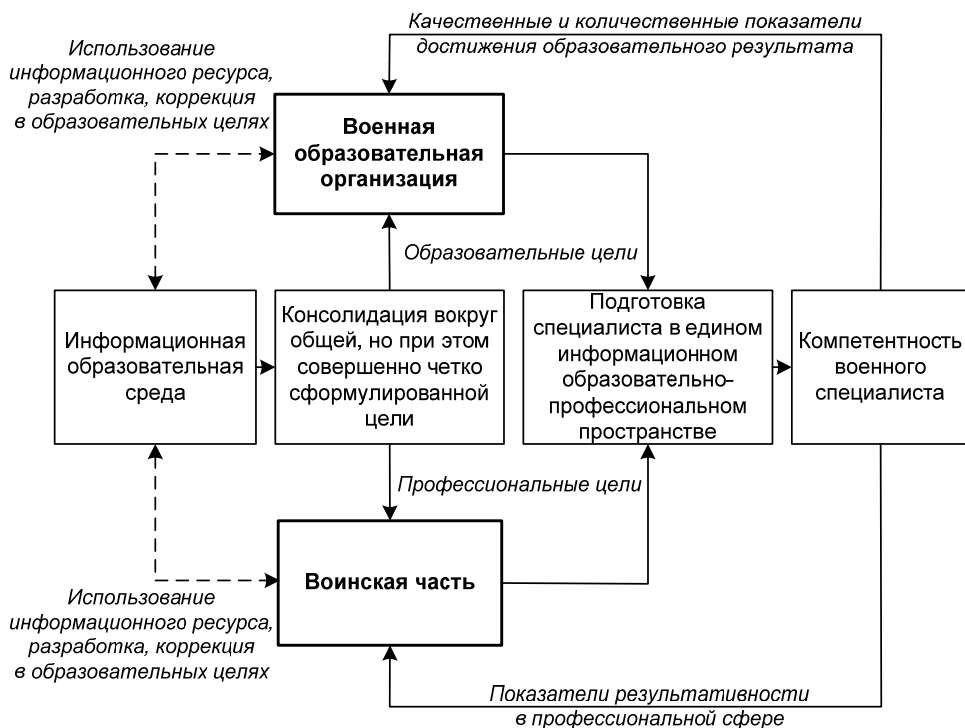 Качественные и количественные показатели
достижения образовательного результата
Использование
информационного ресурса,
разработка, коррекция
в образовательных целях
Военная
образовательная
организация
Образовательные цели
Информационная
образовательная
среда
Консолидация вокруг
общей, но при этом
совершенно четко
сформулированной
цели
Подготовка
специалиста в едином
информационном
образовательно-
профессиональном
пространстве
Компетентность
военного
специалиста
Профессиональные цели
Воинская часть
Использование
информационного ресурса,
разработка, коррекция
в образовательных целях
Показатели результативности
в профессиональной сфере